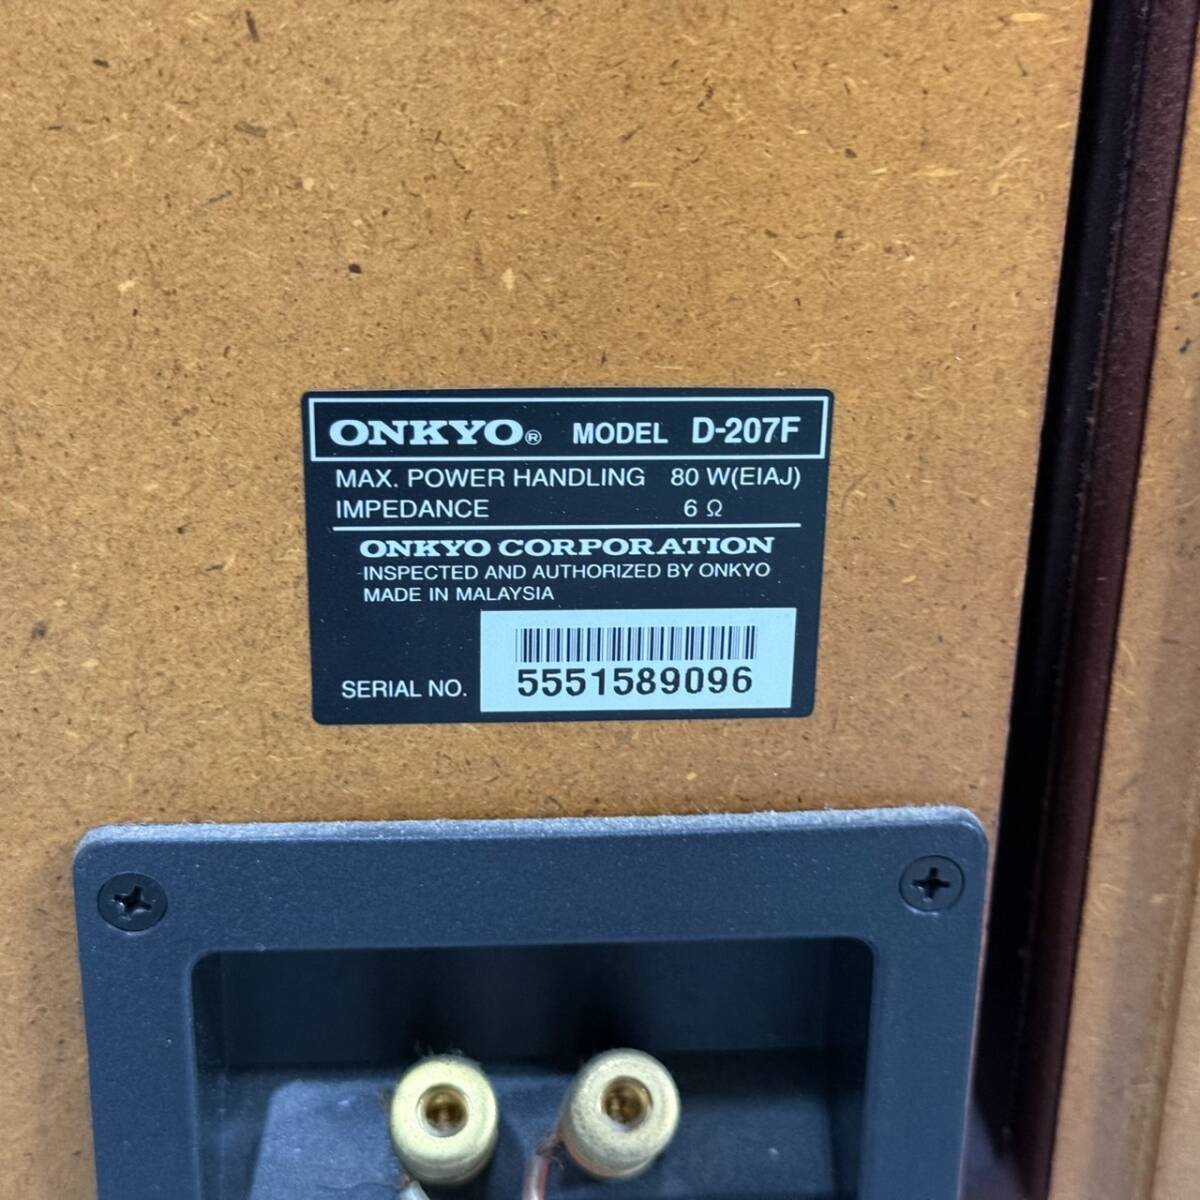 ONKYO® MODEL D-207F
MAX. POWER HANDLING 80 W(EIAJ)
IMPEDANCE 6 Ω
ONKYO CORPORATION
INSPECTED AND AUTHORIZED BY ONKYO
MADE IN MALAYSIA
SERIAL NO. 5551589096